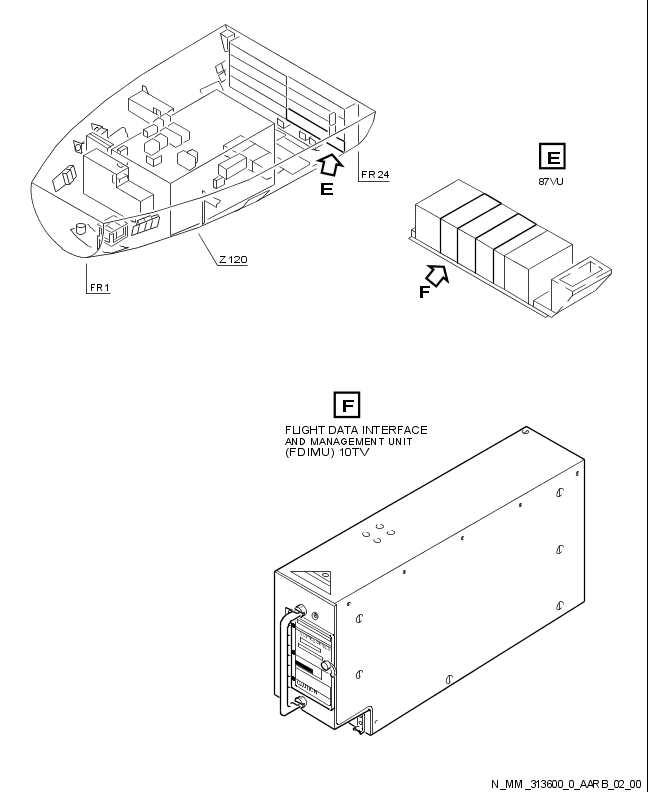 E
87VU
FR 24
E
F
Z 120
FR 1
F
FLIGHT DATA INTERFACE
AND MANAGEMENT UNIT
(FDIMU) 10TV
N_MM_313600_0_AARB_02_00